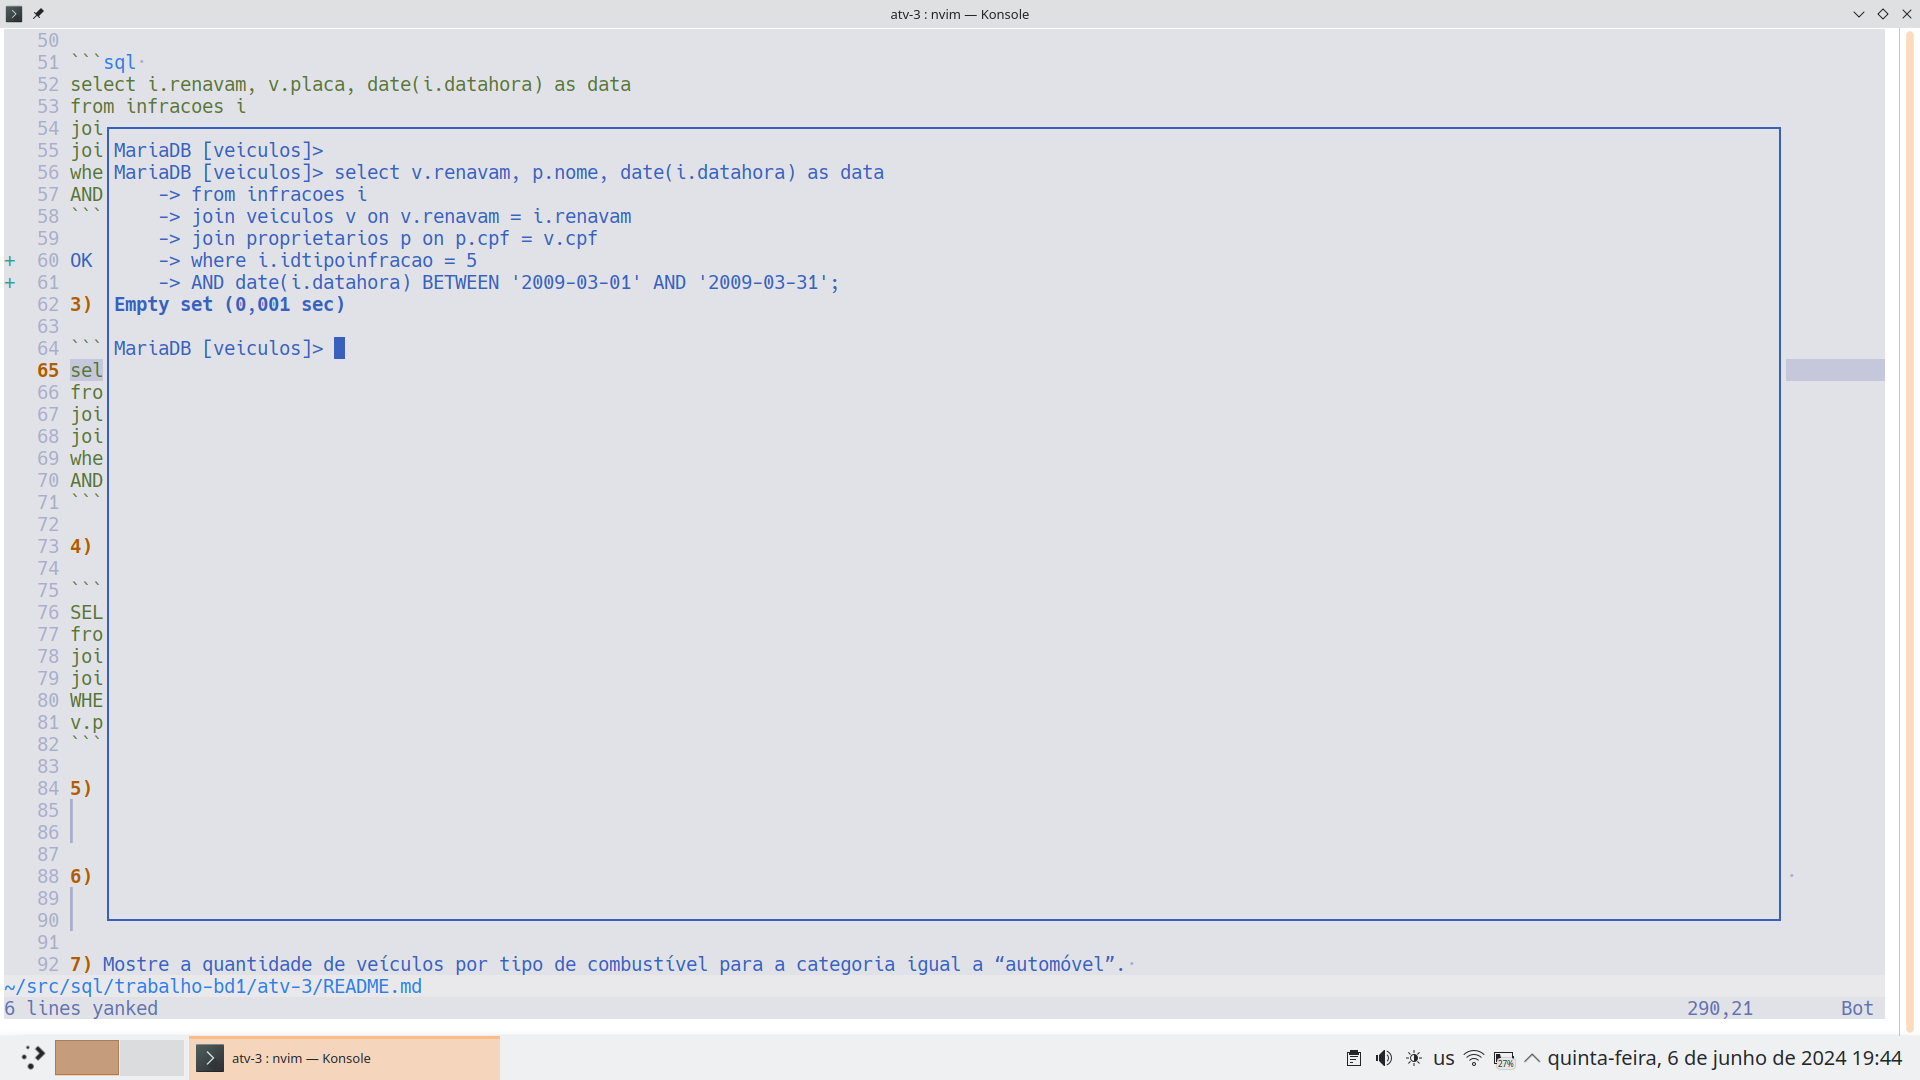 atv-3 : nvim — Konsole
50
51 ```sql
52 select i.renavam, v.placa, date(i.datahora) as data
53 from infracoes i
54 joi
55 joi MariaDB [veiculos]>
56 whe MariaDB [veiculos]> select v.renavam, p.nome, date(i.datahora) as data
57 AND     -> from infracoes i
58 ```     -> join veiculos v on v.renavam = i.renavam
59     -> join proprietarios p on p.cpf = v.cpf
+ 60 OK     -> where i.idtipoinfracao = 5
+ 61     -> AND date(i.datahora) BETWEEN '2009-03-01' AND '2009-03-31';
62 3) Empty set (0,001 sec)
63
64 ``` MariaDB [veiculos]>
65 sel
66 fro
67 joi
68 joi
69 whe
70 AND
71 ```
72
73 4)
74
75 ```
76 SEL
77 fro
78 joi
79 joi
80 WHE
81 v.p
82 ```
83
84 5)
85
86
87
88 6)
89
90
91
92 7) Mostre a quantidade de veículos por tipo de combustível para a categoria igual a “automóvel”.
~/src/sql/trabalho-bd1/atv-3/README.md
6 lines yanked 290,21 Bot
atv-3 : nvim — Konsole us 27% quinta-feira, 6 de junho de 2024 19:44